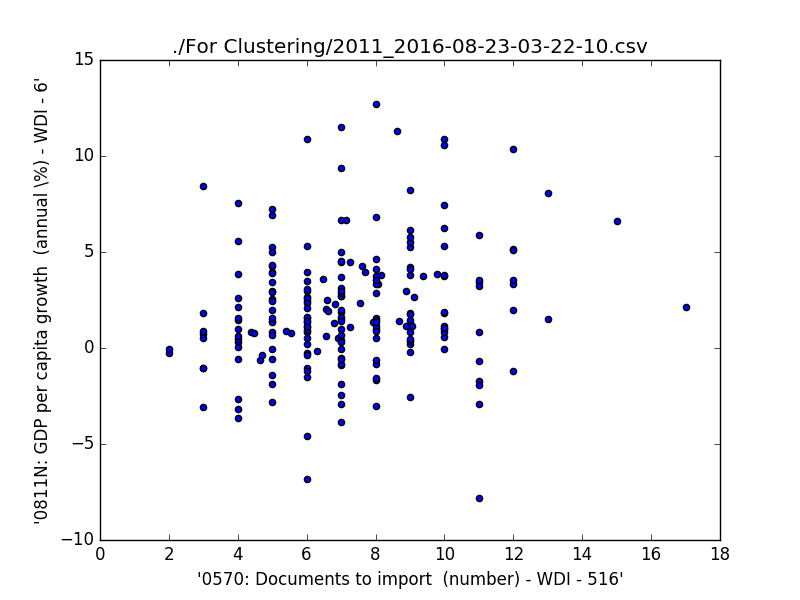 ./For Clustering/2011_2016-08-23-03-22-10.csv
15
10
5
0
−5
−10
'0811N: GDP per capita growth  (annual \%) - WDI - 6'
0 2 4 6 8 10 12 14 16 18
'0570: Documents to import  (number) - WDI - 516'